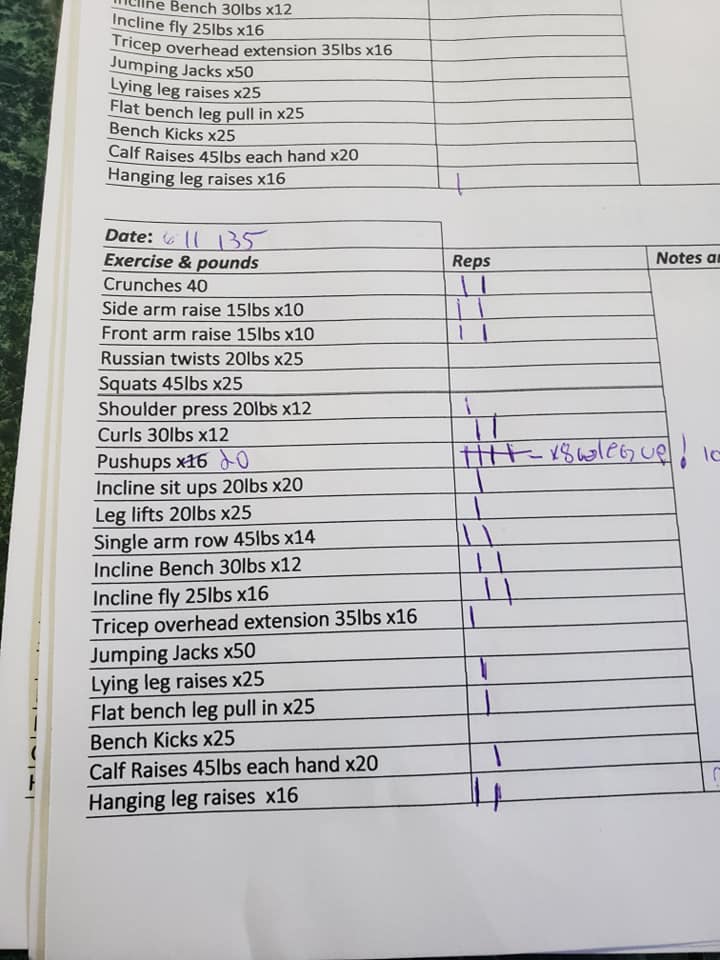 Incline Bench 30lbs x12
Incline fly 25lbs x16
Tricep overhead extension 35lbs x16
Jumping Jacks x50
Lying leg raises x25
Flat bench leg pull in x25
Bench Kicks x25
Calf Raises 45lbs each hand x20
Hanging leg raises x16 |
Date: 6 11 135
Exercise & pounds Reps Notes
Crunches 40 | |
Side arm raise 15lbs x10 | |
Front arm raise 15lbs x10 | |
Russian twists 20lbs x25
Squats 45lbs x25
Shoulder press 20lbs x12 |
Curls 30lbs x12 | |
Pushups x16 20 x8 leg up!
Incline sit ups 20lbs x20 |
Leg lifts 20lbs x25 |
Single arm row 45lbs x14 | |
Incline Bench 30lbs x12 | |
Incline fly 25lbs x16 | |
Tricep overhead extension 35lbs x16 |
Jumping Jacks x50
Lying leg raises x25 |
Flat bench leg pull in x25 |
Bench Kicks x25
Calf Raises 45lbs each hand x20 |
Hanging leg raises x16 | |